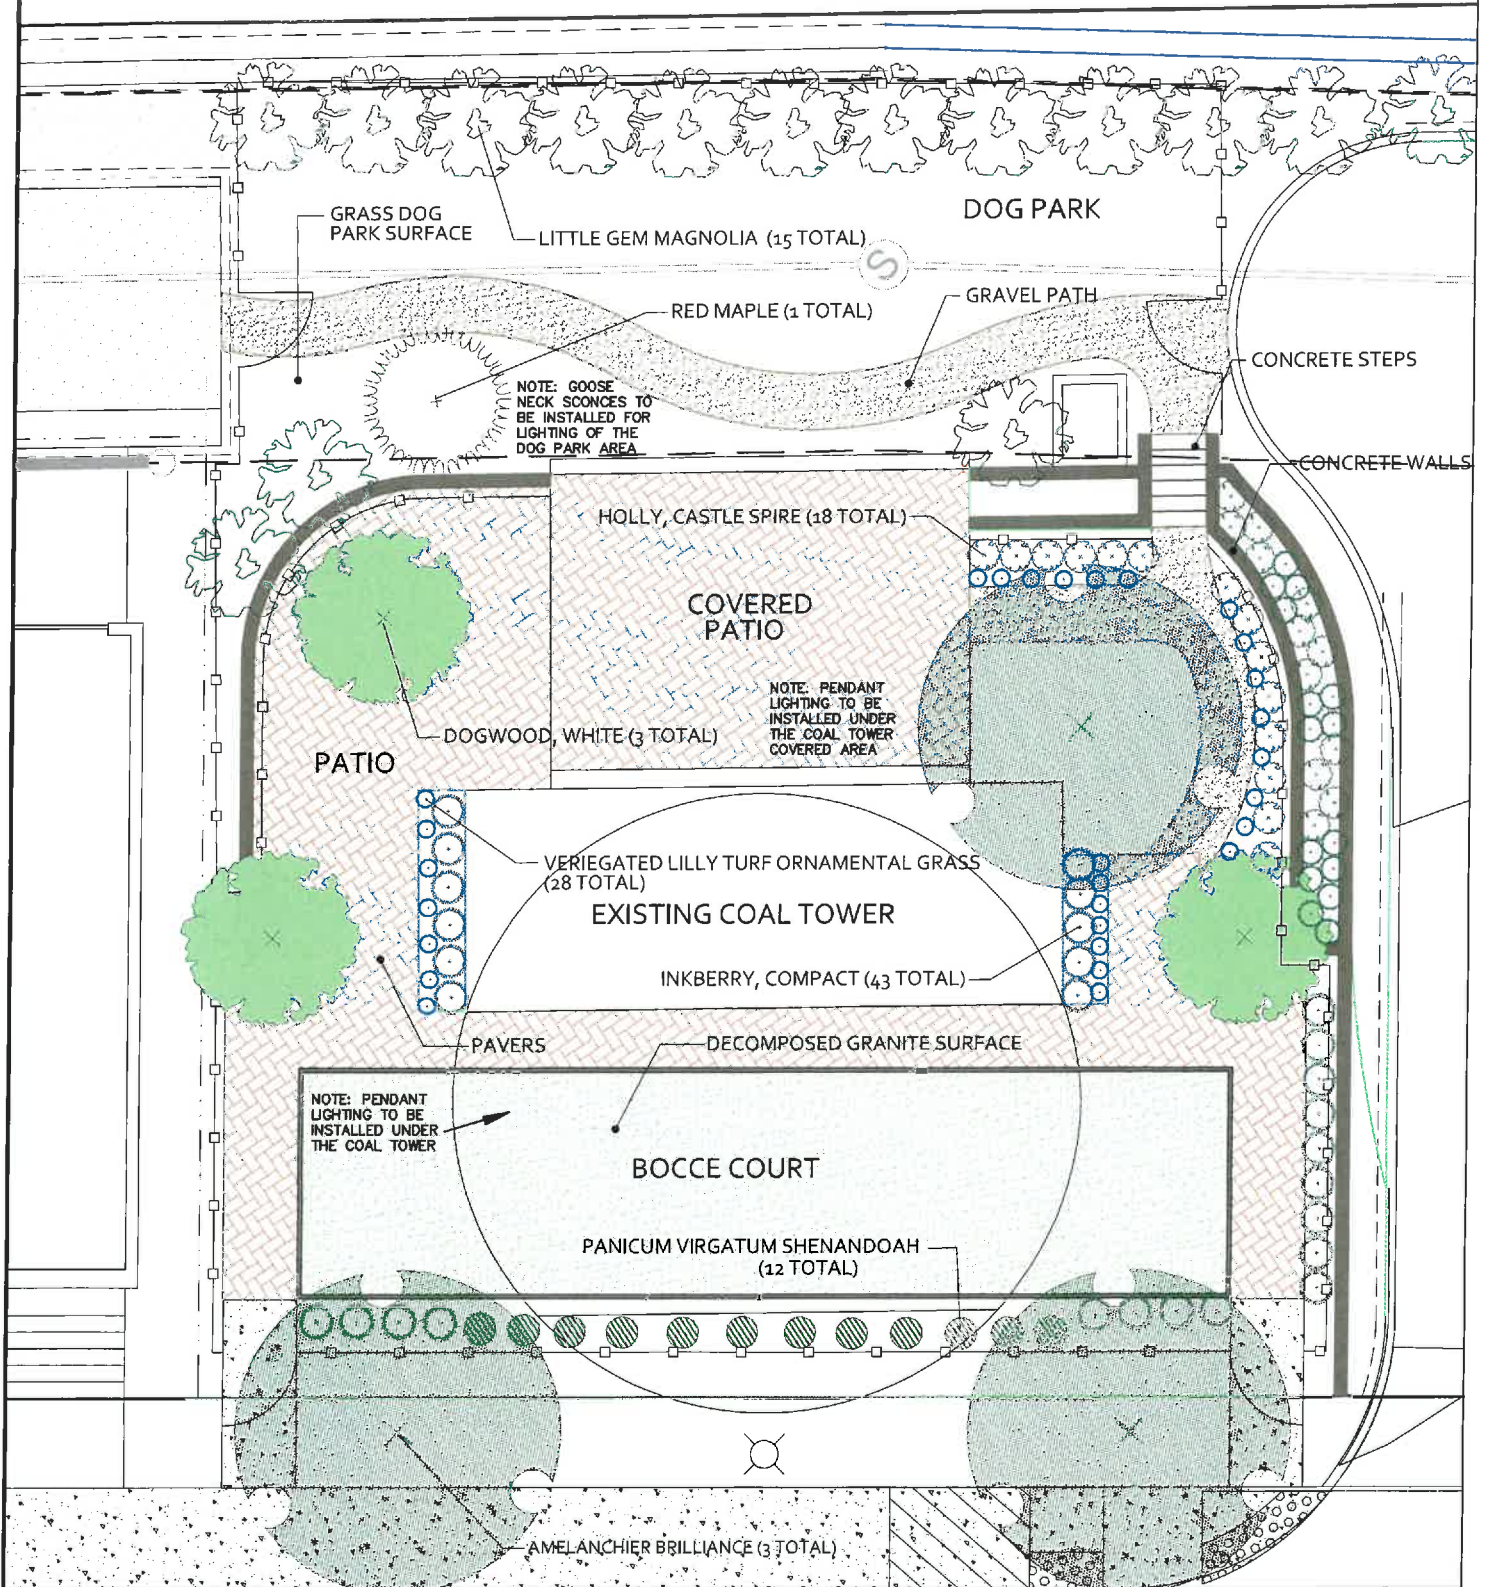 DOG PARK
GRASS DOG
PARK SURFACE
LITTLE GEM MAGNOLIA (15 TOTAL)
S
GRAVEL PATH
RED MAPLE (1 TOTAL)
CONCRETE STEPS
NOTE: GOOSE
NECK SCONCES TO
BE INSTALLED FOR
LIGHTING OF THE
DOG PARK AREA
CONCRETE WALLS
HOLLY, CASTLE SPIRE (18 TOTAL)
COVERED
PATIO
NOTE: PENDANT
LIGHTING TO BE
INSTALLED UNDER
THE COAL TOWER
COVERED AREA
DOGWOOD, WHITE (3 TOTAL)
PATIO
VERIEGATED LILLY TURF ORNAMENTAL GRASS
(28 TOTAL)
EXISTING COAL TOWER
INKBERRY, COMPACT (43 TOTAL)
PAVERS
DECOMPOSED GRANITE SURFACE
NOTE: PENDANT
LIGHTING TO BE
INSTALLED UNDER
THE COAL TOWER
BOCCE COURT
PANICUM VIRGATUM SHENANDOAH
(12 TOTAL)
AMELANCHIER BRILLIANCE (3 TOTAL)